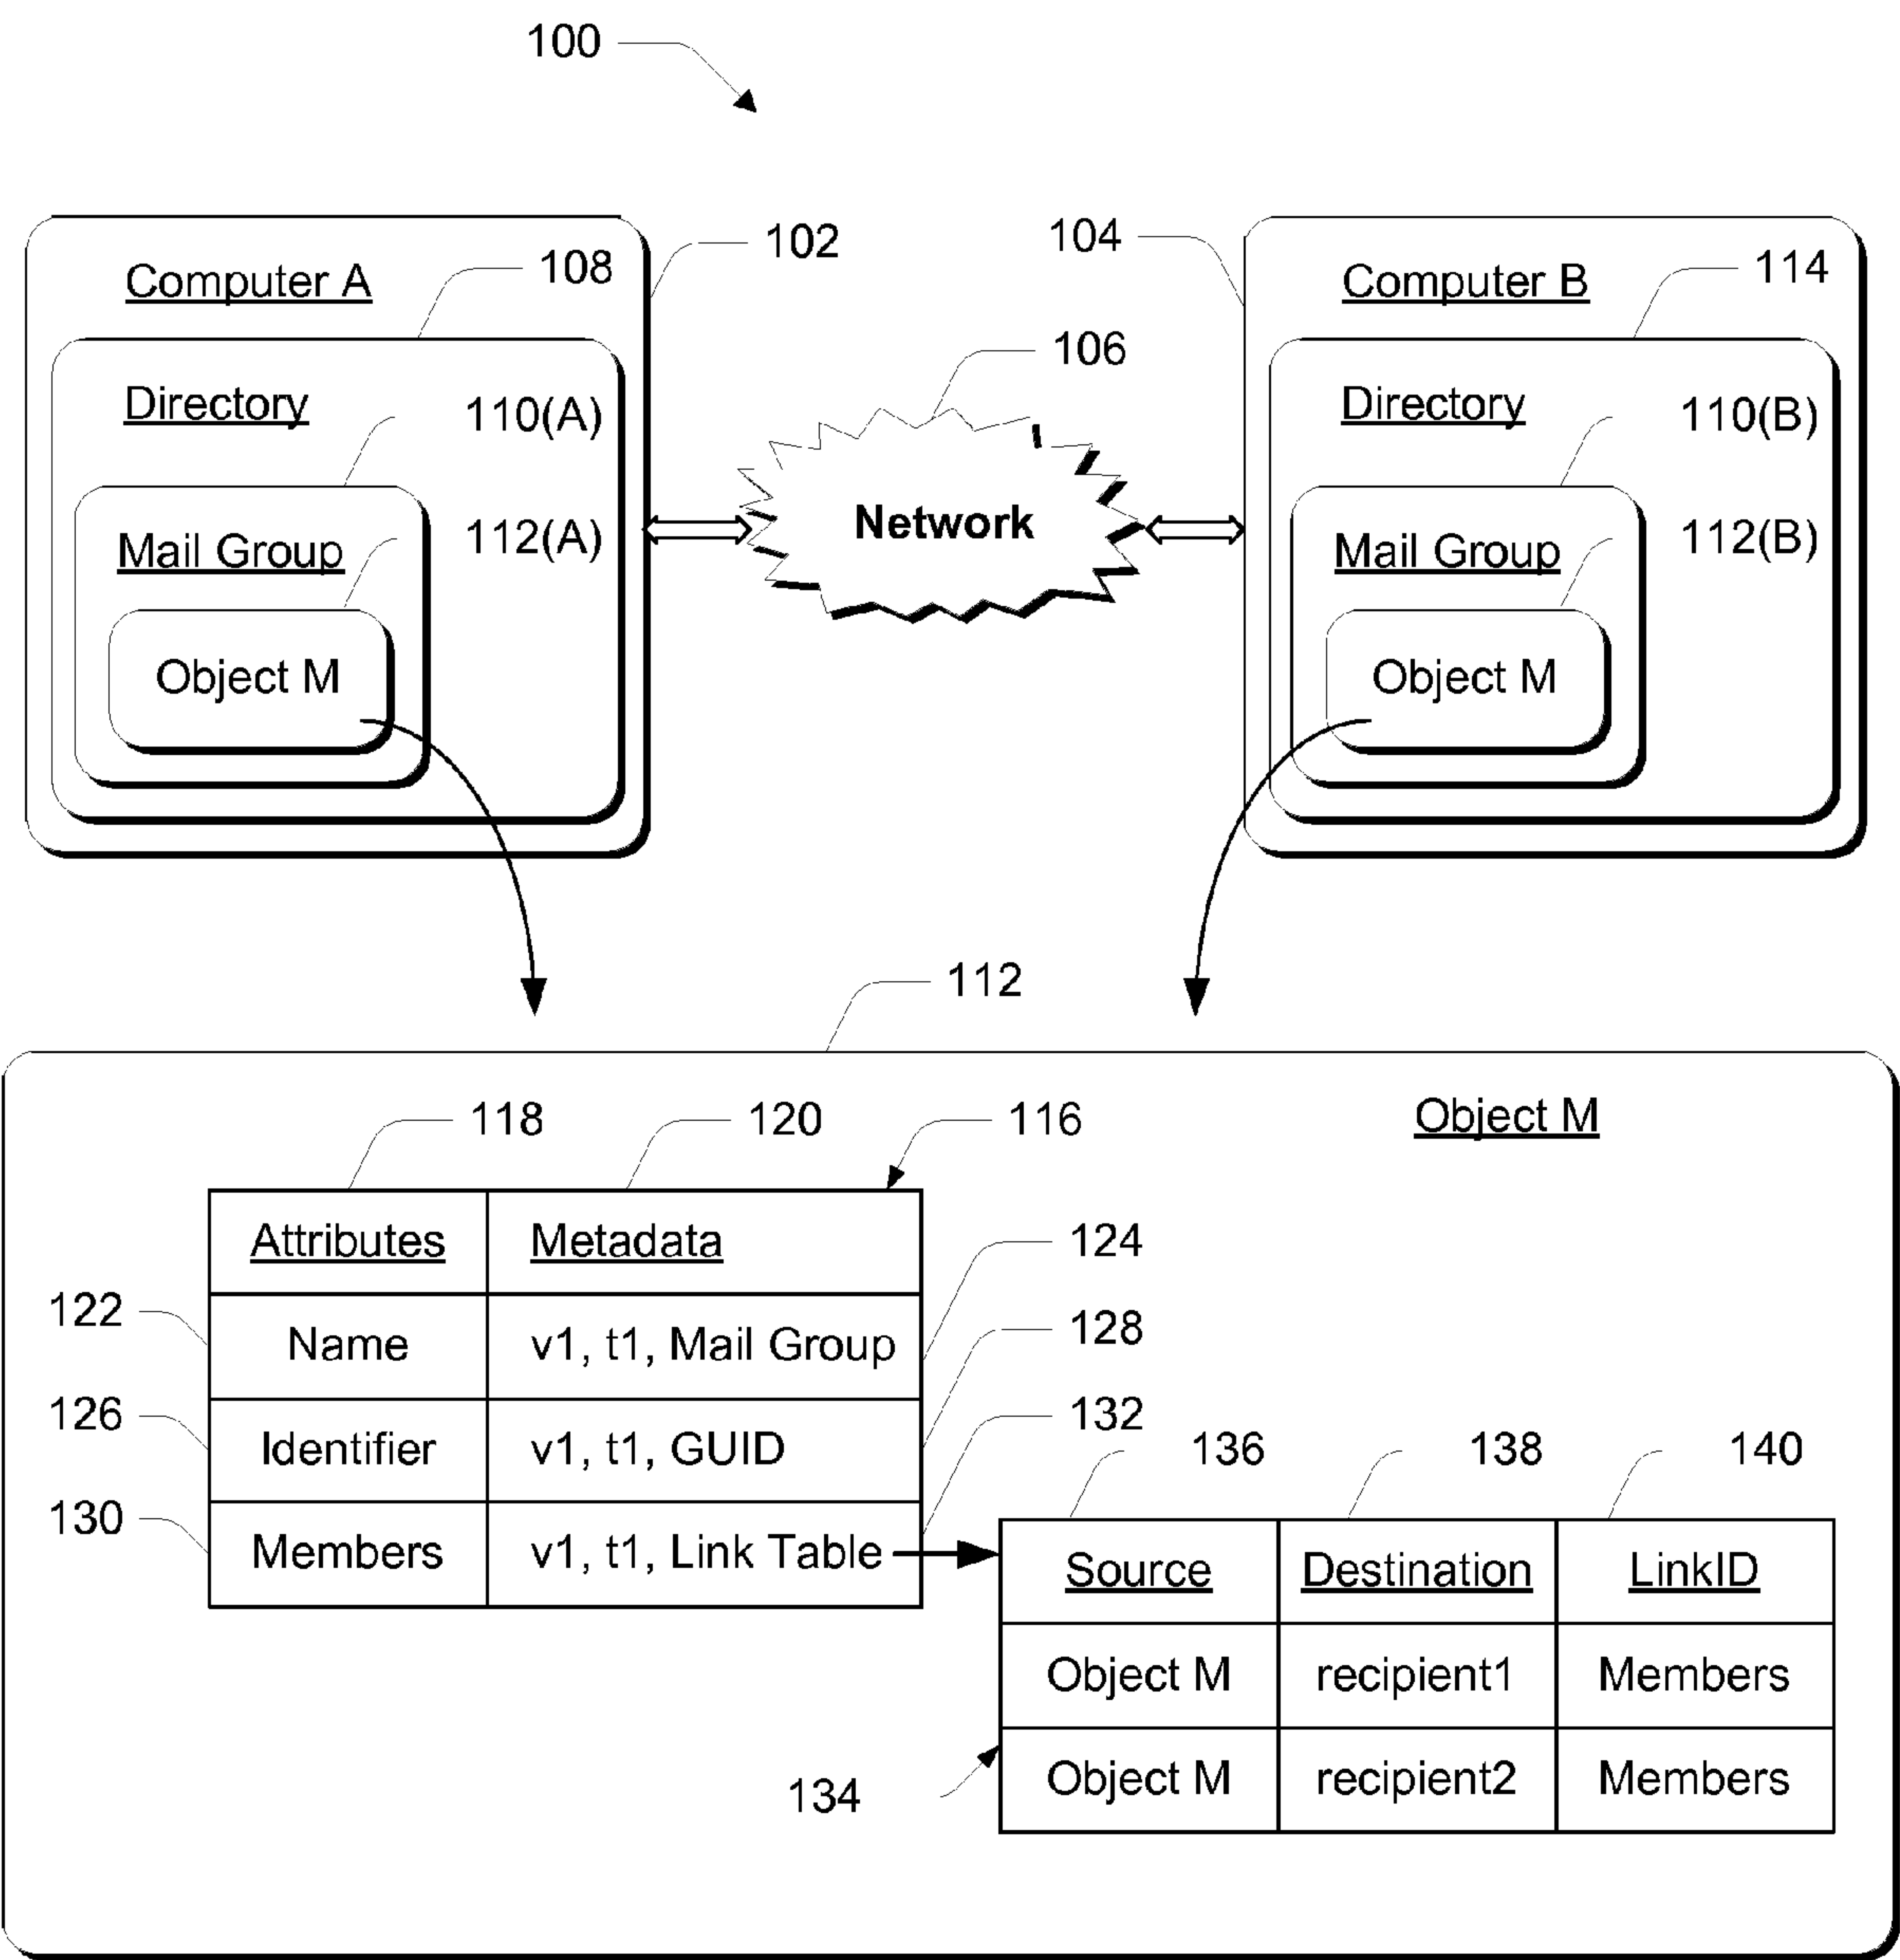 100
102
104
Computer A
108
Computer B
114
106
Directory
110(A)
Directory
110(B)
Network
Mail Group
112(A)
Mail Group
112(B)
Object M
Object M
112
118
120
116
Object M
Attributes
Metadata
124
122
Name
v1, t1, Mail Group
128
126
Identifier
v1, t1, GUID
132
136
138
140
130
Members
v1, t1, Link Table
Source
Destination
LinkID
Object M
recipient1
Members
134
Object M
recipient2
Members